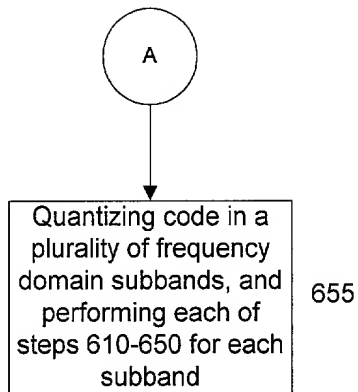 A
Quantizing code in a
plurality of frequency
domain subbands, and
performing each of
steps 610-650 for each
subband
655